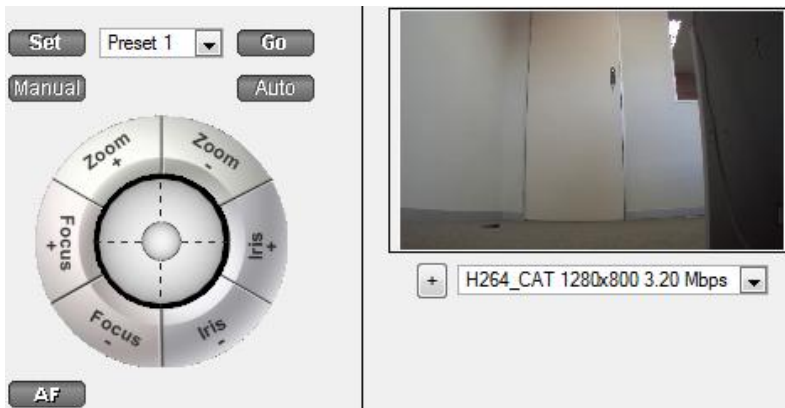 Set Preset 1 Go
Manual Auto
Zoom +
Zoom -
Focus +
Iris +
Focus -
Iris -
AF
+ H264_CAT 1280x800 3.20 Mbps